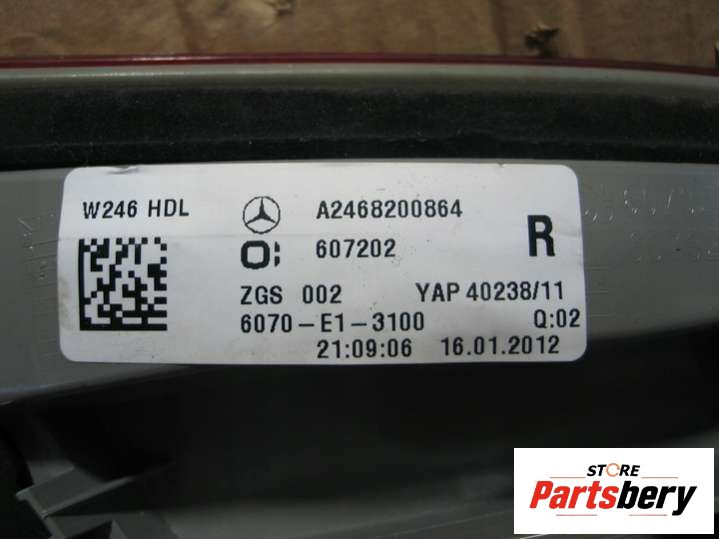 W246 HDL
A2468200864
607202
R
ZGS 002
YAP 40238/11
6070-E1-3100
Q:02
21:09:06 16.01.2012
STORE
Partsbery